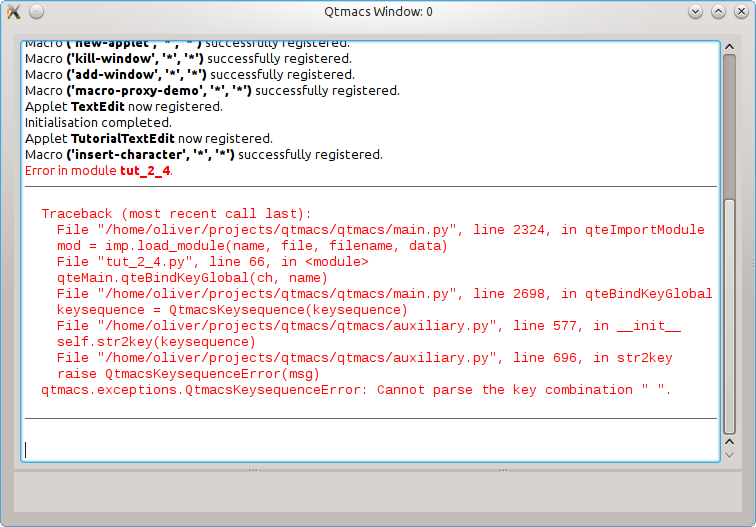 Qtmacs Window: 0
Macro ('new-applet', '*', '*') successfully registered.
Macro ('kill-window', '*', '*') successfully registered.
Macro ('add-window', '*', '*') successfully registered.
Macro ('macro-proxy-demo', '*', '*') successfully registered.
Applet TextEdit now registered.
Initialisation completed.
Applet TutorialTextEdit now registered.
Macro ('insert-character', '*', '*') successfully registered.
Error in module tut_2_4.
Traceback (most recent call last):
File "/home/oliver/projects/qtmacs/qtmacs/main.py", line 2324, in qteImportModule
mod = imp.load_module(name, file, filename, data)
File "tut_2_4.py", line 66, in <module>
qteMain.qteBindKeyGlobal(ch, name)
File "/home/oliver/projects/qtmacs/qtmacs/main.py", line 2698, in qteBindKeyGlobal
keysequence = QtmacsKeysequence(keysequence)
File "/home/oliver/projects/qtmacs/qtmacs/auxiliary.py", line 577, in __init__
self.str2key(keysequence)
File "/home/oliver/projects/qtmacs/qtmacs/auxiliary.py", line 696, in str2key
raise QtmacsKeysequenceError(msg)
qtmacs.exceptions.QtmacsKeysequenceError: Cannot parse the key combination " ".